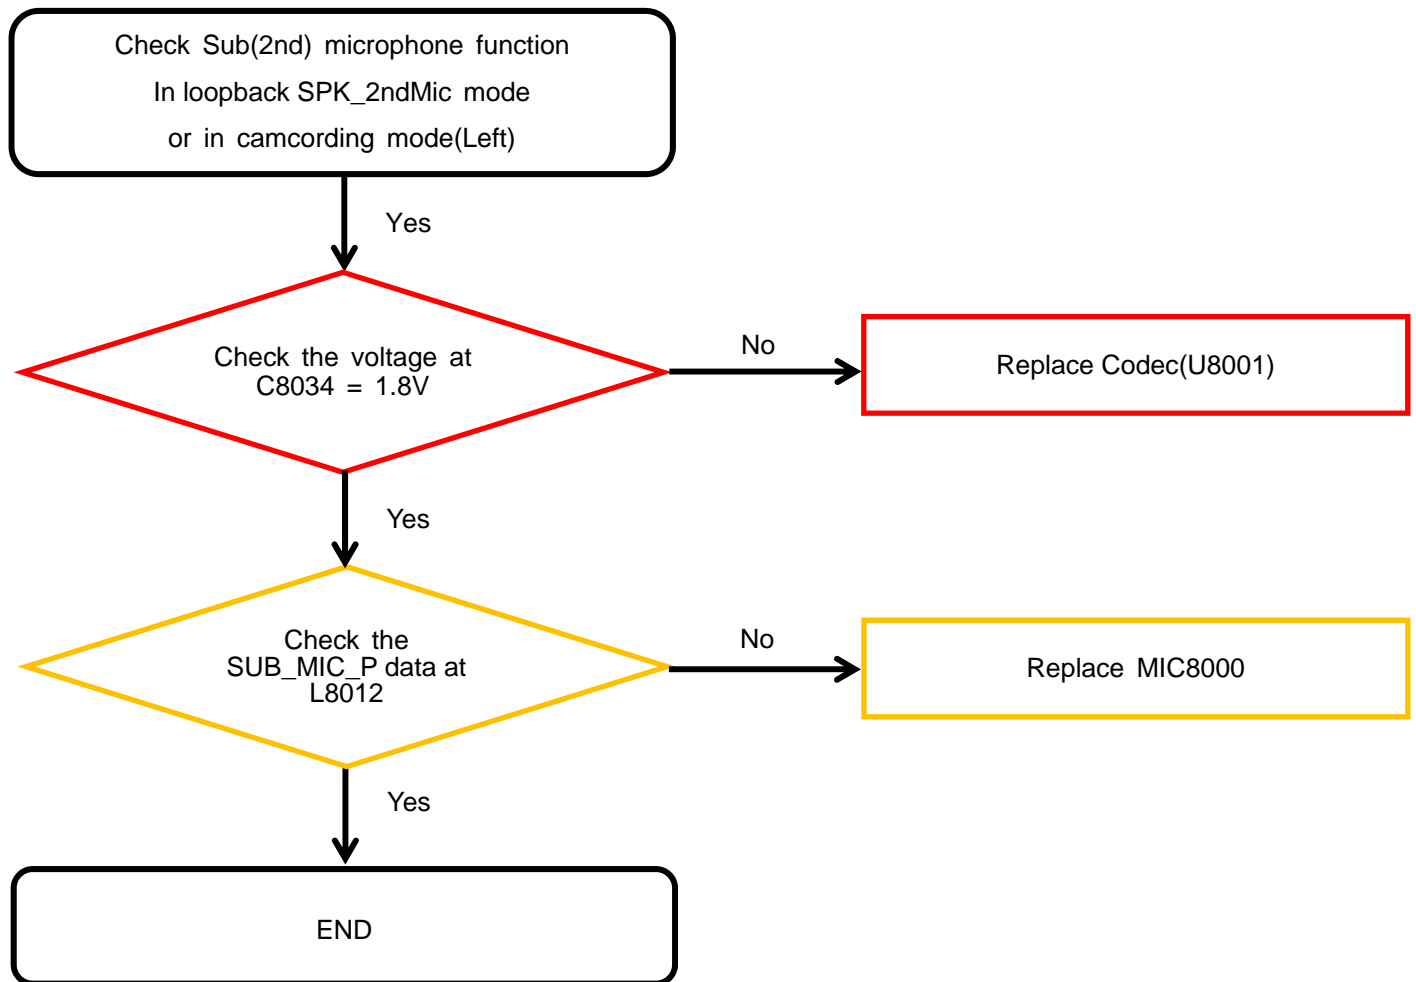 Check Sub(2nd) microphone function
In loopback SPK_2ndMic mode
or in camcording mode(Left)
Yes
Check the voltage at
C8034 = 1.8V
No
Replace Codec(U8001)
Yes
Check the
SUB_MIC_P data at
L8012
No
Replace MIC8000
Yes
END